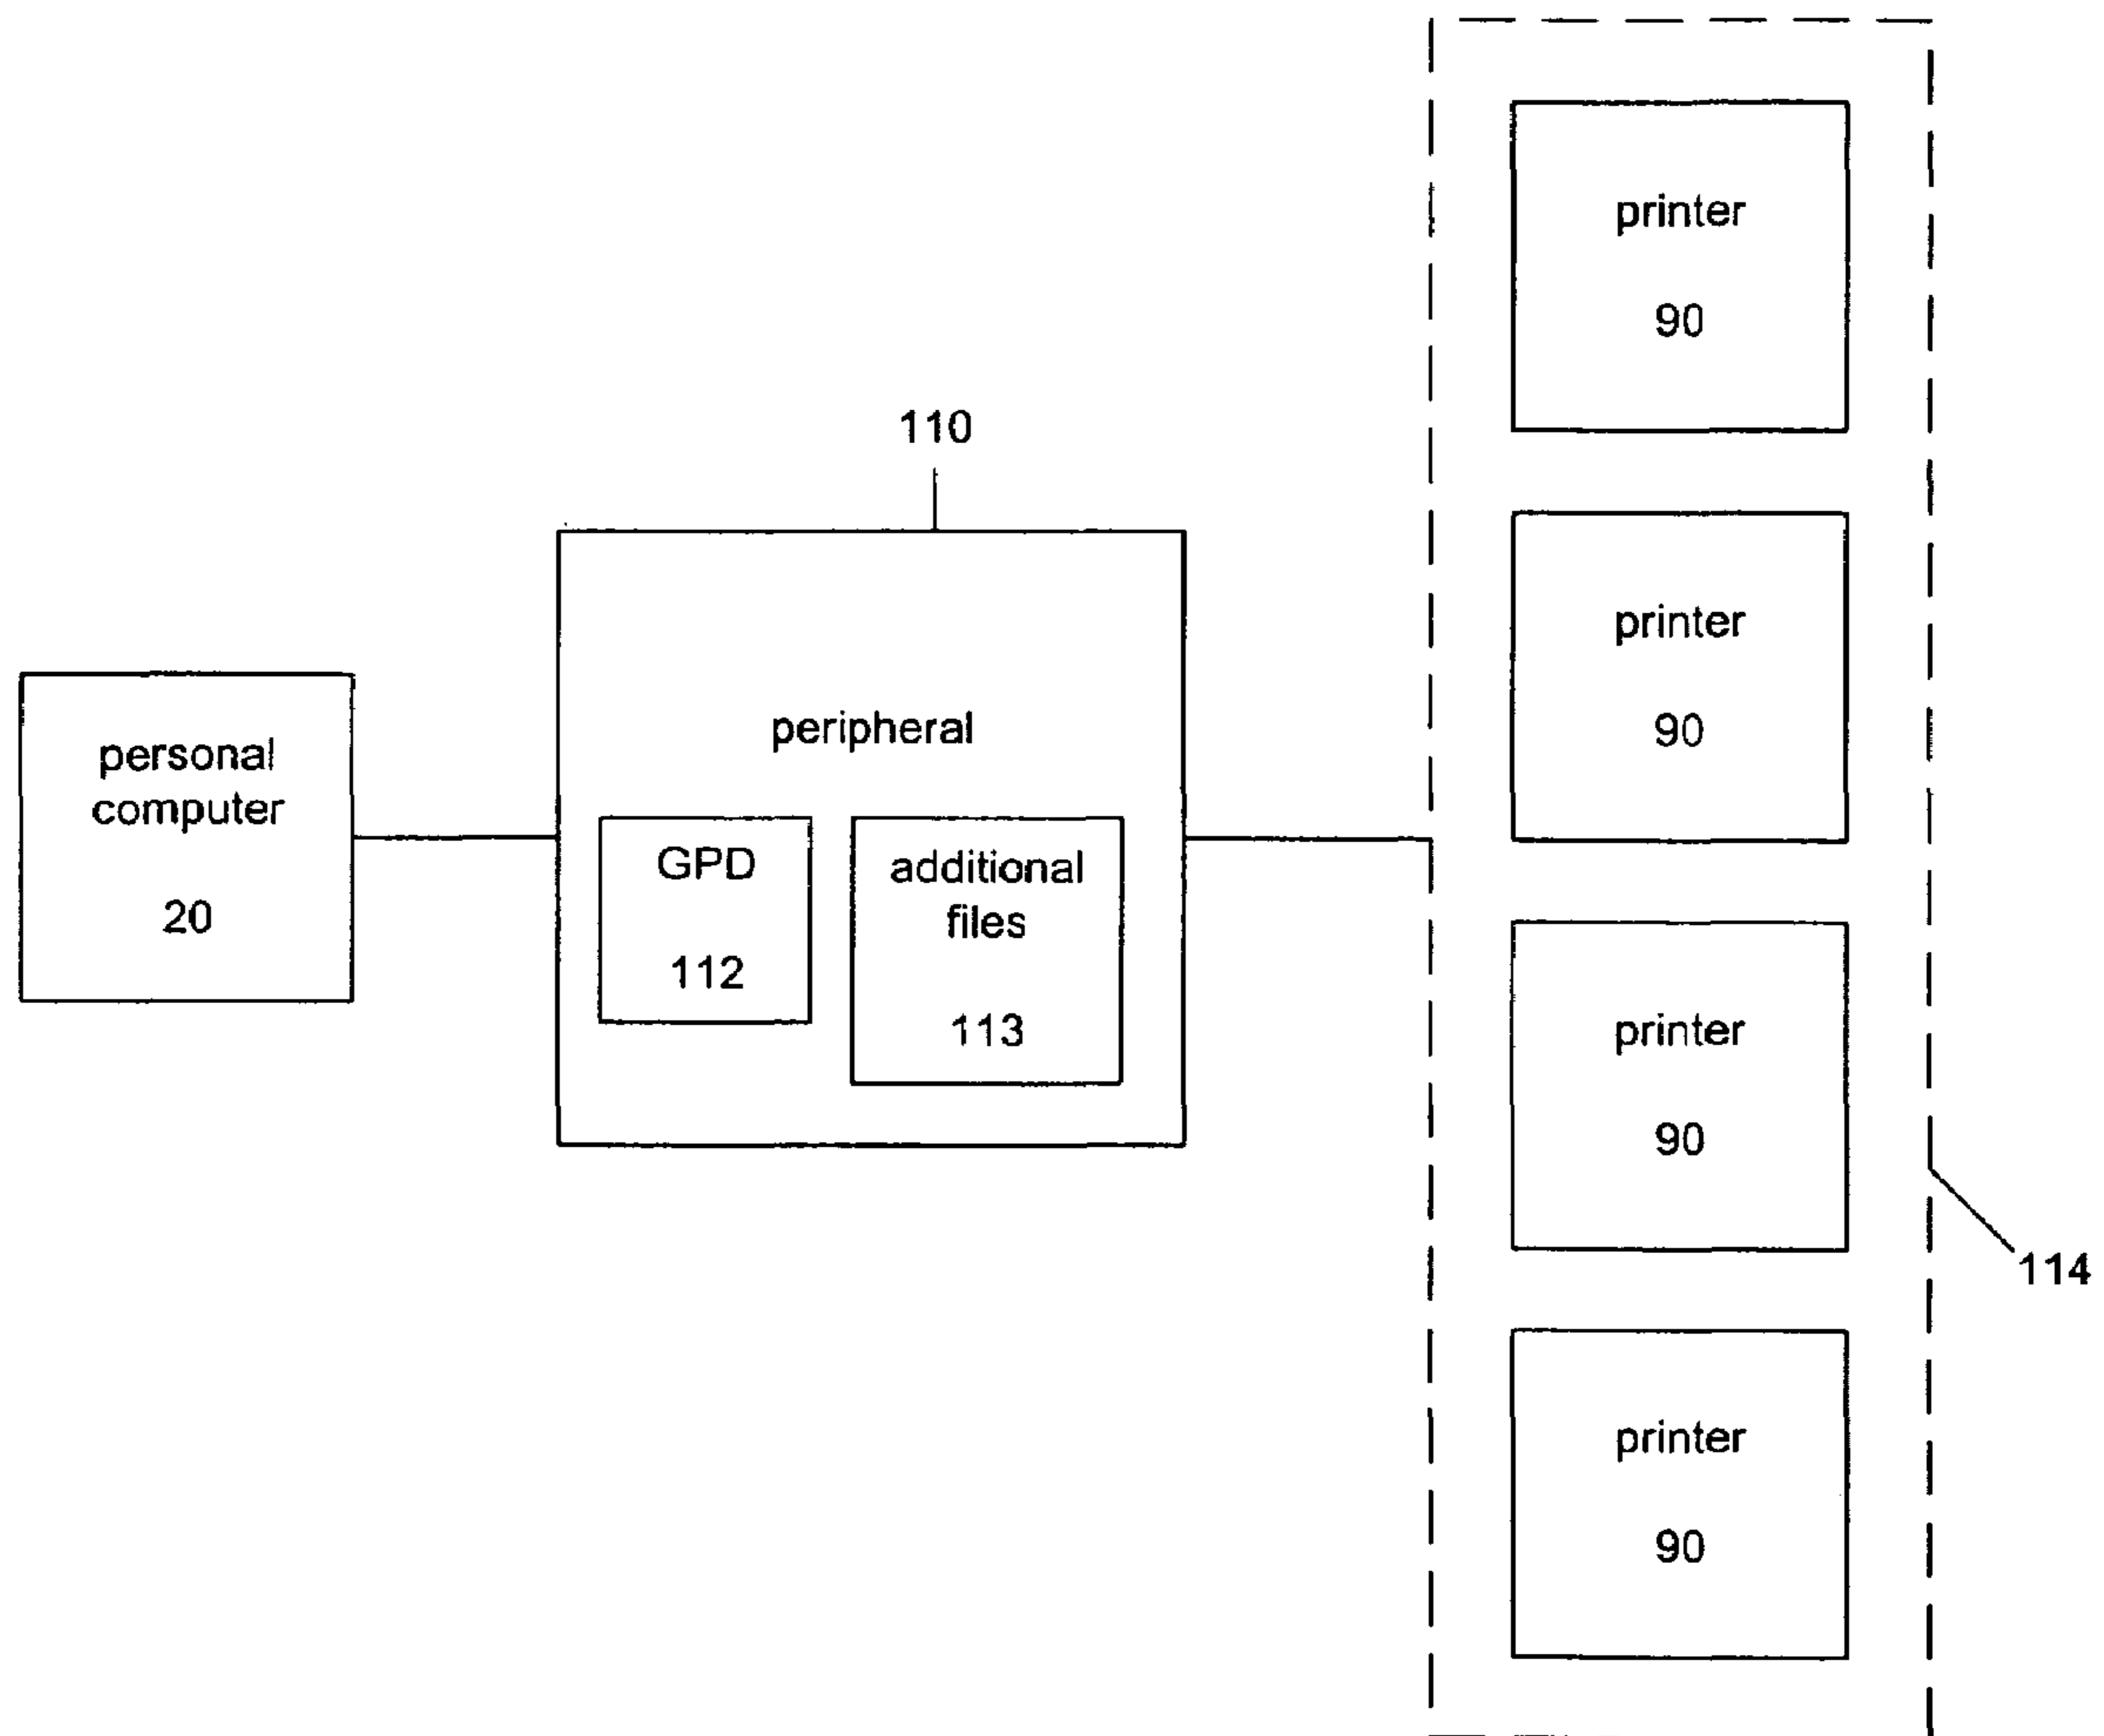 110
personal
computer
20
peripheral
GPD
112
additional
files
113
printer
90
printer
90
printer
90
printer
90
114